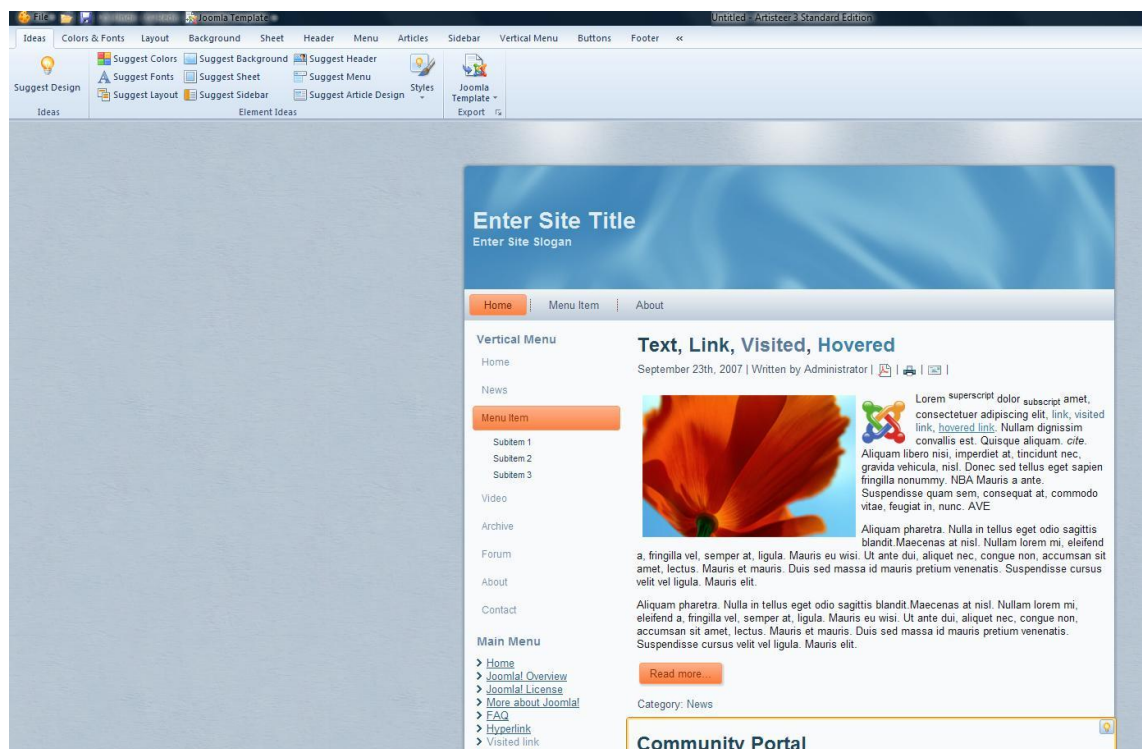 File
Joomla Template
Untitled - Artisteer 3 Standard Edition
Ideas Colors & Fonts Layout Background Sheet Header Menu Articles Sidebar Vertical Menu Buttons Footer «
Suggest Design
Ideas
Suggest Colors Suggest Background Suggest Header
Suggest Fonts Suggest Sheet Suggest Menu
Suggest Layout Suggest Sidebar Suggest Article Design
Styles
Element Ideas
Joomla
Template
Export
Enter Site Title
Enter Site Slogan
Home Menu Item About
Vertical Menu
Home
News
Menu Item
Subitem 1
Subitem 2
Subitem 3
Video
Archive
Forum
About
Contact
Main Menu
Home
Joomla! Overview
Joomla! License
More about Joomla!
FAQ
Hyperlink
Visited link
Text, Link, Visited, Hovered
September 23th, 2007 | Written by Administrator | | | |
Lorem superscript dolor subscript amet,
consectetuer adipiscing elit, link, visited
link, hovered link. Nullam dignissim
convallis est. Quisque aliquam. cite.
Aliquam libero nisi, imperdiet at, tincidunt nec,
gravida vehicula, nisl. Donec sed tellus eget sapien
fringilla nonummy. NBA Mauris a ante.
Suspendisse quam sem, consequat at, commodo
vitae, feugiat in, nunc. AVE
Aliquam pharetra. Nulla in tellus eget odio sagittis
blandit.Maecenas at nisl. Nullam lorem mi, eleifend
a, fringilla vel, semper at, ligula. Mauris eu wisi. Ut ante dui, aliquet nec, congue non, accumsan sit
amet, lectus. Mauris et mauris. Duis sed massa id mauris pretium venenatis. Suspendisse cursus
velit vel ligula. Mauris elit.
Aliquam pharetra. Nulla in tellus eget odio sagittis blandit.Maecenas at nisl. Nullam lorem mi,
eleifend a, fringilla vel, semper at, ligula. Mauris eu wisi. Ut ante dui, aliquet nec, congue non,
accumsan sit amet, lectus. Mauris et mauris. Duis sed massa id mauris pretium venenatis.
Suspendisse cursus velit vel ligula. Mauris elit.
Read more...
Category: News
Community Portal